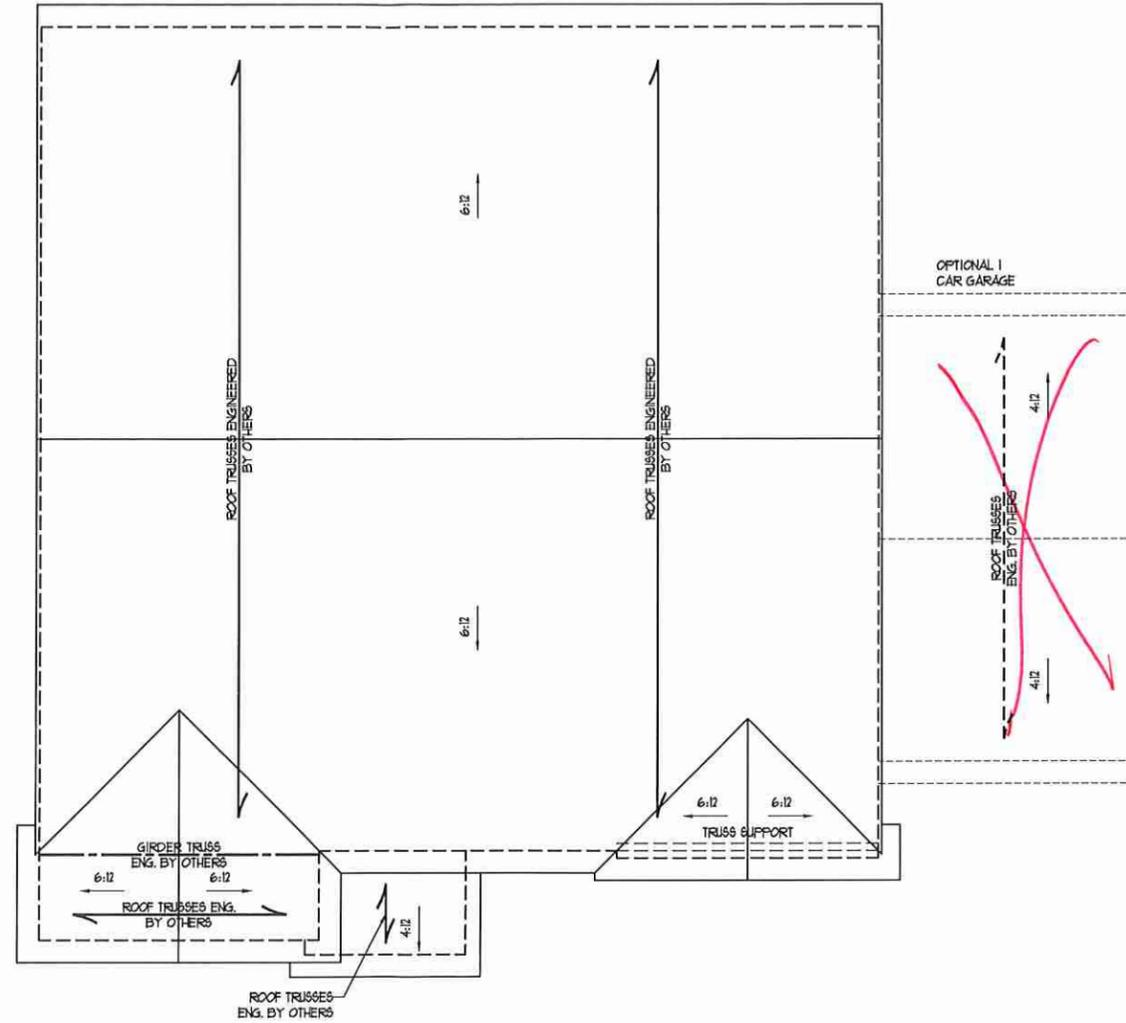 6:12
OPTIONAL 1
CAR GARAGE
ROOF TRUSSES ENGINEERED
BY OTHERS
ROOF TRUSSES ENGINEERED
BY OTHERS
4:12
ROOF TRUSSES
ENG. BY OTHERS
6:12
4:12
6:12
6:12
TRUSS SUPPORT
GIRDER TRUSS
ENG. BY OTHERS
6:12
6:12
ROOF TRUSSES ENG.
BY OTHERS
4:12
ROOF TRUSSES
ENG. BY OTHERS